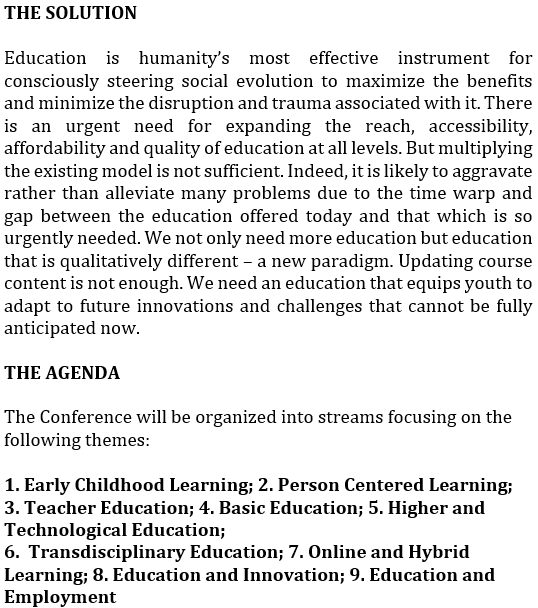 THE SOLUTION
Education is humanity’s most effective instrument for
consciously steering social evolution to maximize the benefits
and minimize the disruption and trauma associated with it. There
is an urgent need for expanding the reach, accessibility,
affordability and quality of education at all levels. But multiplying
the existing model is not sufficient. Indeed, it is likely to aggravate
rather than alleviate many problems due to the time warp and
gap between the education offered today and that which is so
urgently needed. We not only need more education but education
that is qualitatively different – a new paradigm. Updating course
content is not enough. We need an education that equips youth to
adapt to future innovations and challenges that cannot be fully
anticipated now.
THE AGENDA
The Conference will be organized into streams focusing on the
following themes:
1. Early Childhood Learning; 2. Person Centered Learning;
3. Teacher Education; 4. Basic Education; 5. Higher and
Technological Education;
6.  Transdisciplinary Education; 7. Online and Hybrid
Learning; 8. Education and Innovation; 9. Education and
Employment